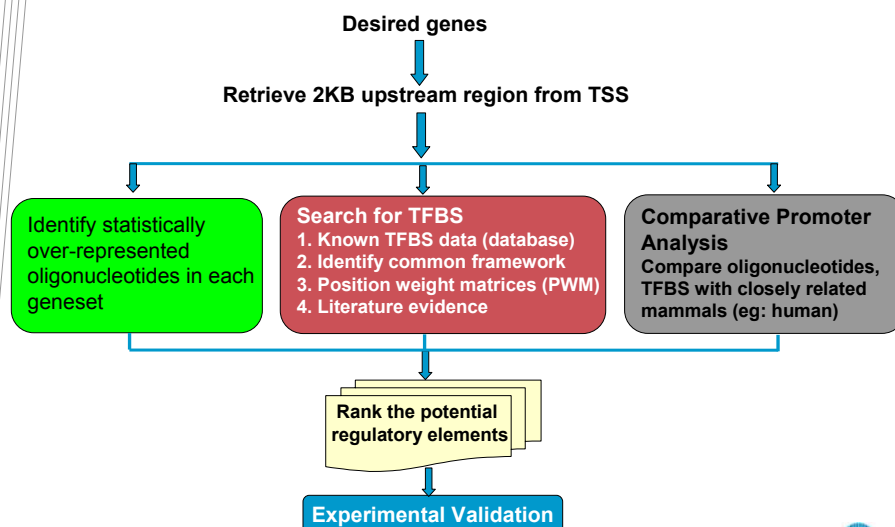 Desired genes
Retrieve 2KB upstream region from TSS
Identify statistically
over-represented
oligonucleotides in each
geneset
Search for TFBS
1. Known TFBS data (database)
2. Identify common framework
3. Position weight matrices (PWM)
4. Literature evidence
Comparative Promoter
Analysis
Compare oligonucleotides,
TFBS with closely related
mammals (eg: human)
Rank the potential
regulatory elements
Experimental Validation